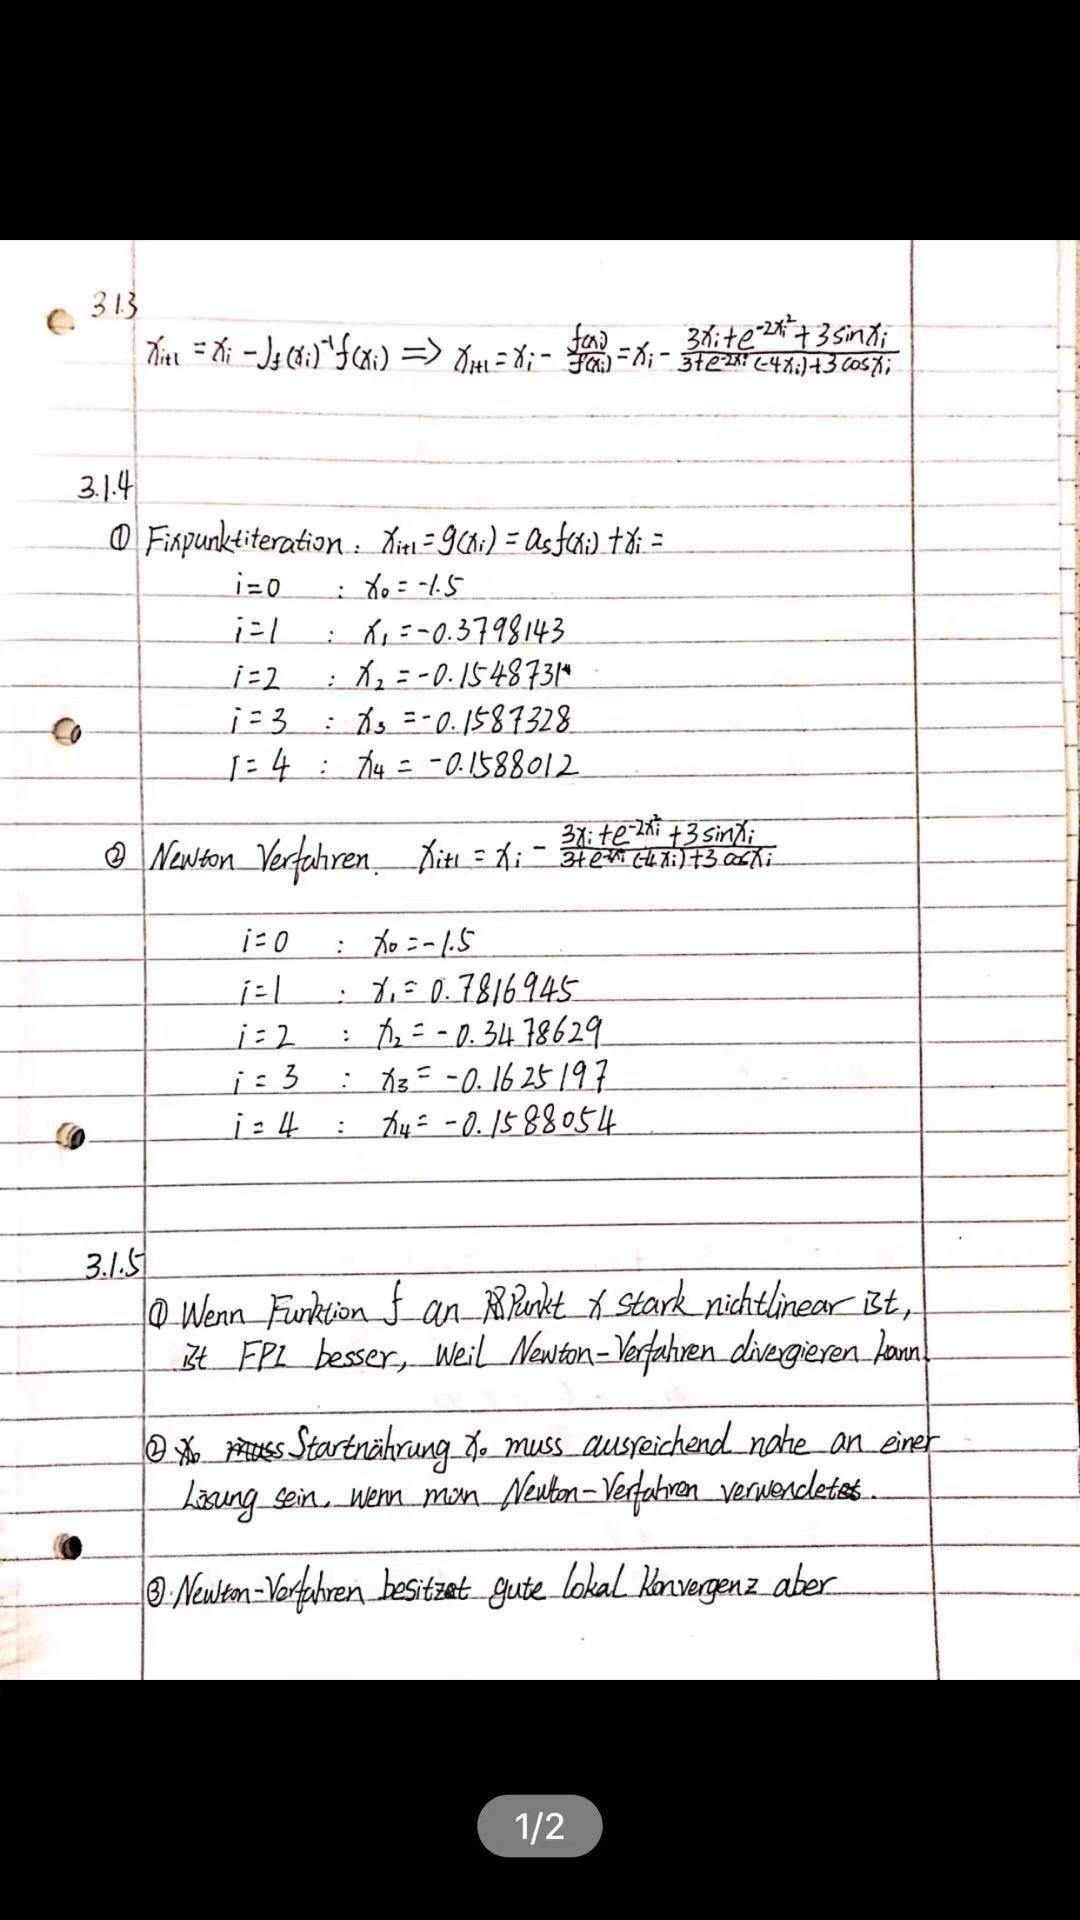 3.1.3
x_{i+1} = x_i - J_f(x_i)^{-1} f(x_i) ⇒ x_{i+1} = x_i - f(x_i)/f'(x_i) = x_i - (3x_i + e^{-2x_i^2} + 3 sin x_i)/(3 + e^{-2x_i^2} (-4x_i) + 3 cos x_i)
3.1.4
① Fixpunktiteration: x_{i+1} = g(x_i) = a_s f(x_i) + x_i =
i=0 : x_0 = -1.5
i=1 : x_1 = -0.3798143
i=2 : x_2 = -0.1548731
i=3 : x_3 = -0.1587328
i=4 : x_4 = -0.1588012
② Newton Verfahren. x_{i+1} = x_i - (3x_i + e^{-2x_i^2} + 3 sin x_i)/(3 + e^{-2x_i^2} (-4x_i) + 3 cos x_i)
i=0 : x_0 = -1.5
i=1 : x_1 = 0.7816945
i=2 : x_2 = -0.3478629
i=3 : x_3 = -0.1625197
i=4 : x_4 = -0.1588054
3.1.5
① Wenn Funktion f an Punkt x stark nichtlinear ist,
ist FPI besser, weil Newton-Verfahren divergieren kann.
② Startnährung x_0 muss ausreichend nahe an einer
Lösung sein, wenn man Newton-Verfahren verwendet.
③ Newton-Verfahren besitzt gute lokal Konvergenz aber
1/2